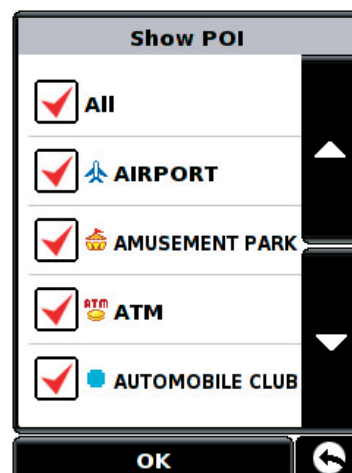 Show POI
All
AIRPORT
AMUSEMENT PARK
ATM
ATM
AUTOMOBILE CLUB
OK